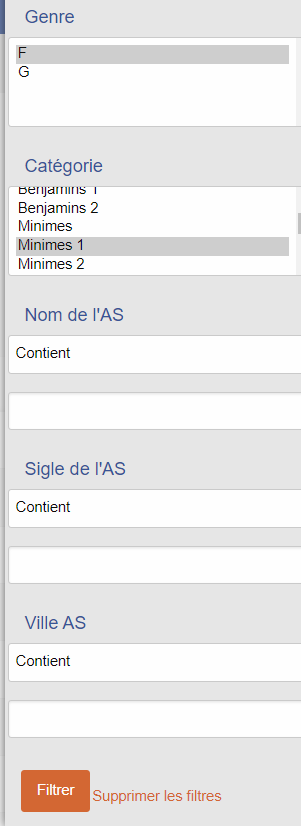 Genre
F
G
Catégorie
Benjamins 1
Benjamins 2
Minimes
Minimes 1
Minimes 2
Nom de l'AS
Contient
Sigle de l'AS
Contient
Ville AS
Contient
Filtrer Supprimer les filtres